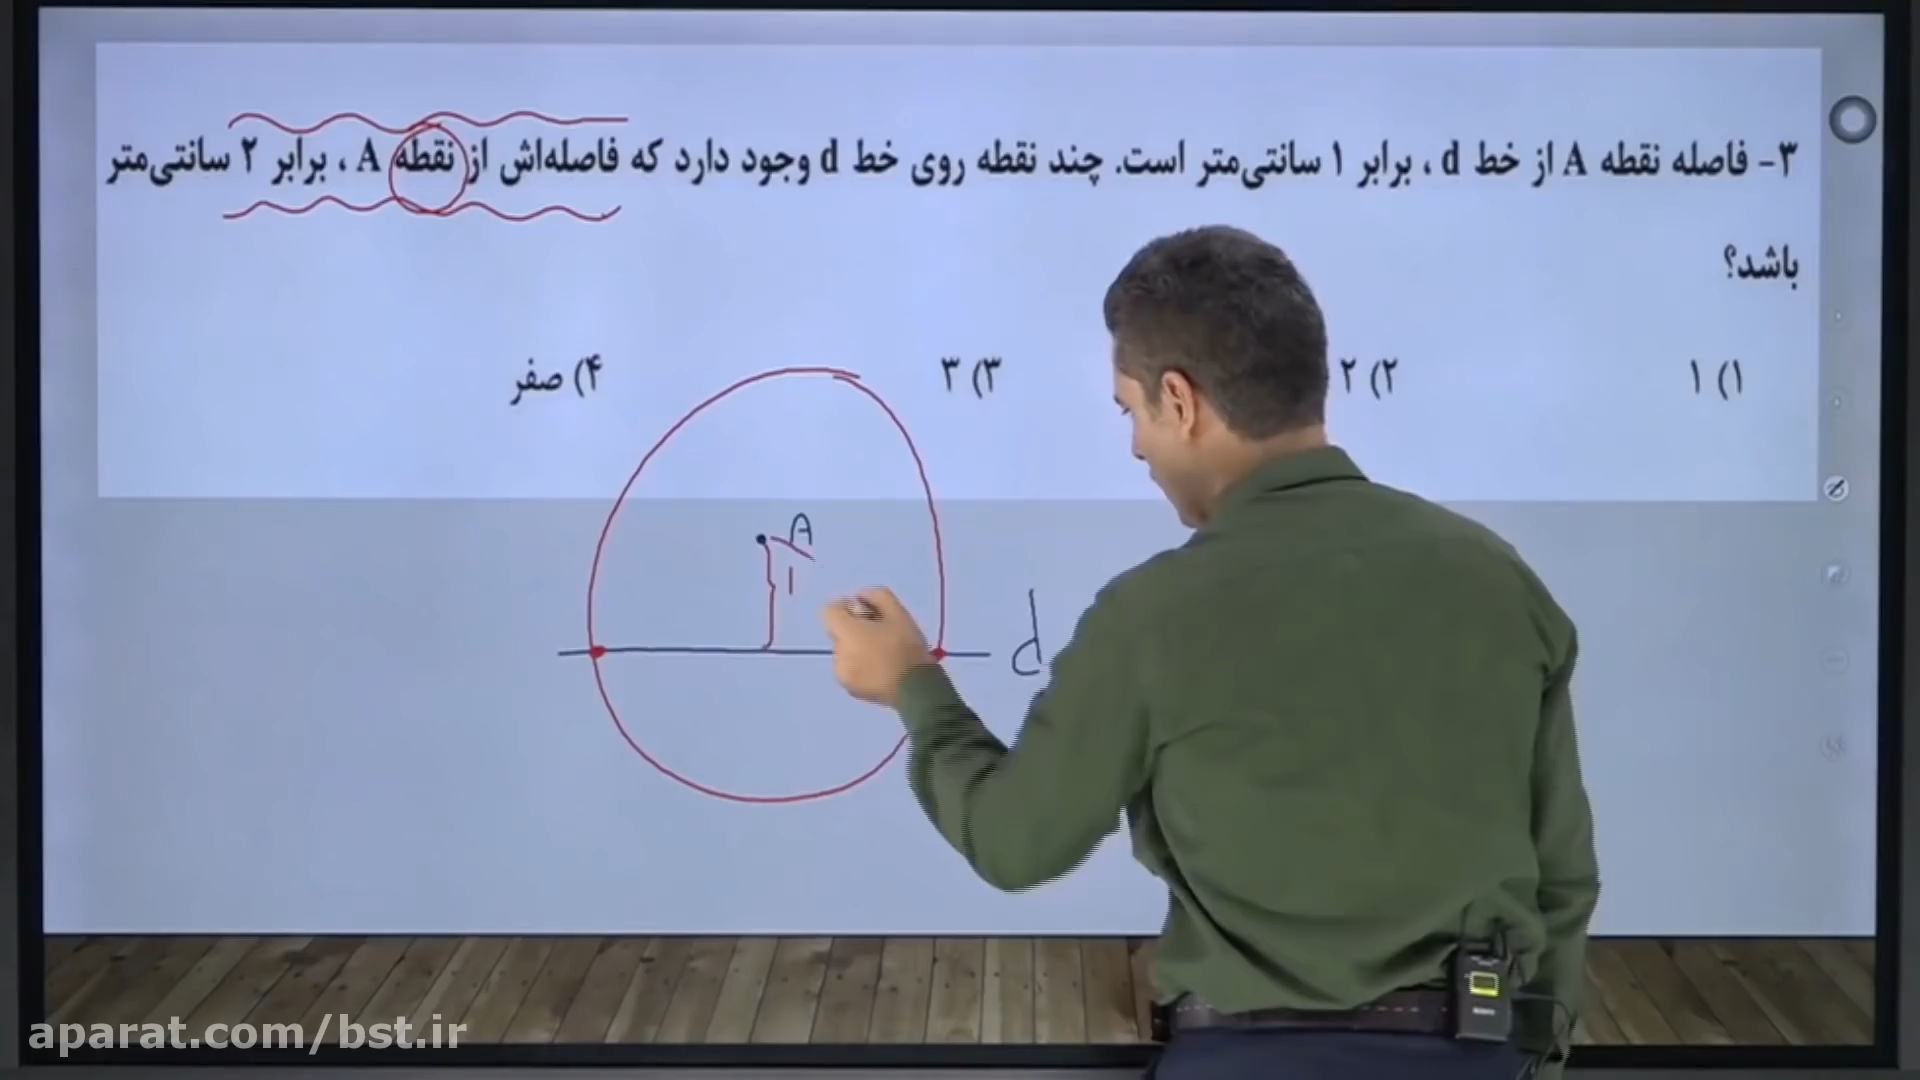 ۳- فاصله نقطه A از خط d ، برابر ۱ سانتی‌متر است. چند نقطه روی خط d وجود دارد که فاصله‌اش از نقطه A ، برابر ۲ سانتی‌متر
باشد؟
۱) ۱
۲) ۲
۳) ۳
۴) صفر
A
1
d
aparat.com/bst.ir